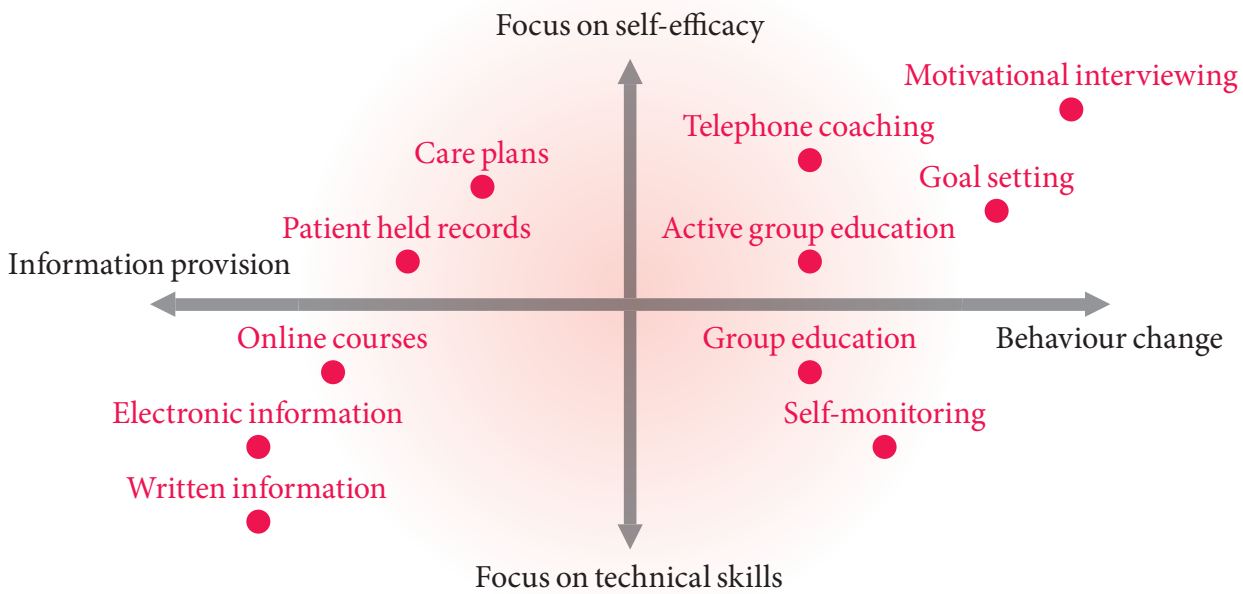 Focus on self-efficacy
Motivational interviewing
Telephone coaching
Care plans
Goal setting
Patient held records
Active group education
Information provision
Online courses
Group education
Behaviour change
Electronic information
Self-monitoring
Written information
Focus on technical skills